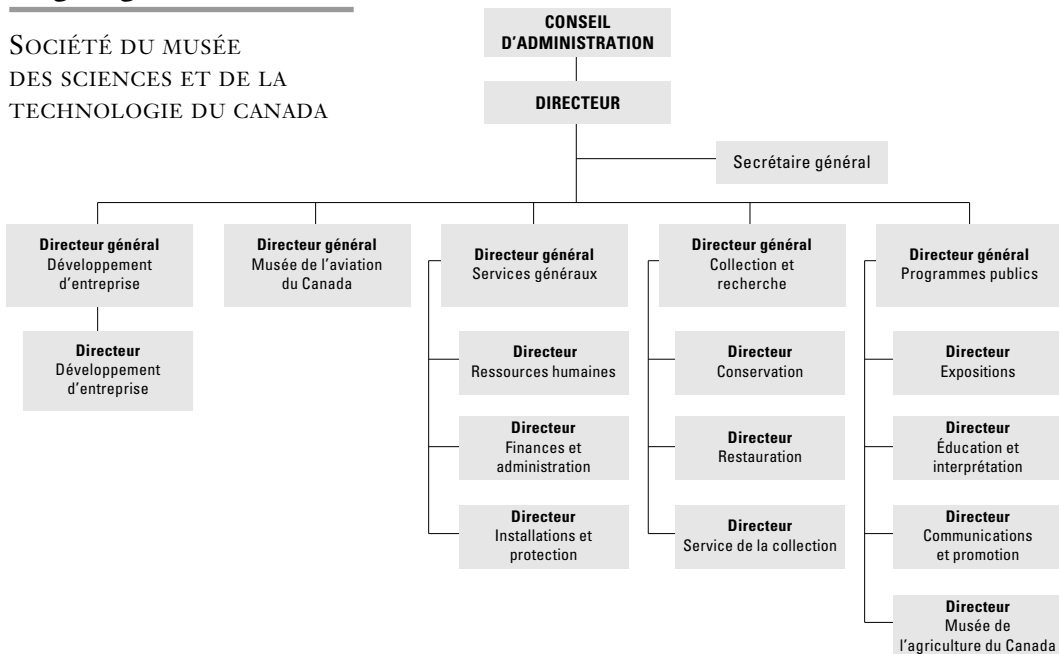 SOCIÉTÉ DU MUSÉE
DES SCIENCES ET DE LA
TECHNOLOGIE DU CANADA
CONSEIL
D'ADMINISTRATION
DIRECTEUR
Secrétaire général
Directeur général
Développement
d'entreprise
Directeur
Développement
d'entreprise
Directeur général
Musée de l'aviation
du Canada
Directeur général
Services généraux
Directeur
Ressources humaines
Directeur
Finances et
administration
Directeur
Installations et
protection
Directeur général
Collection et
recherche
Directeur
Conservation
Directeur
Restauration
Directeur
Service de la collection
Directeur général
Programmes publics
Directeur
Expositions
Directeur
Éducation et
interprétation
Directeur
Communications
et promotion
Directeur
Musée de
l'agriculture du Canada